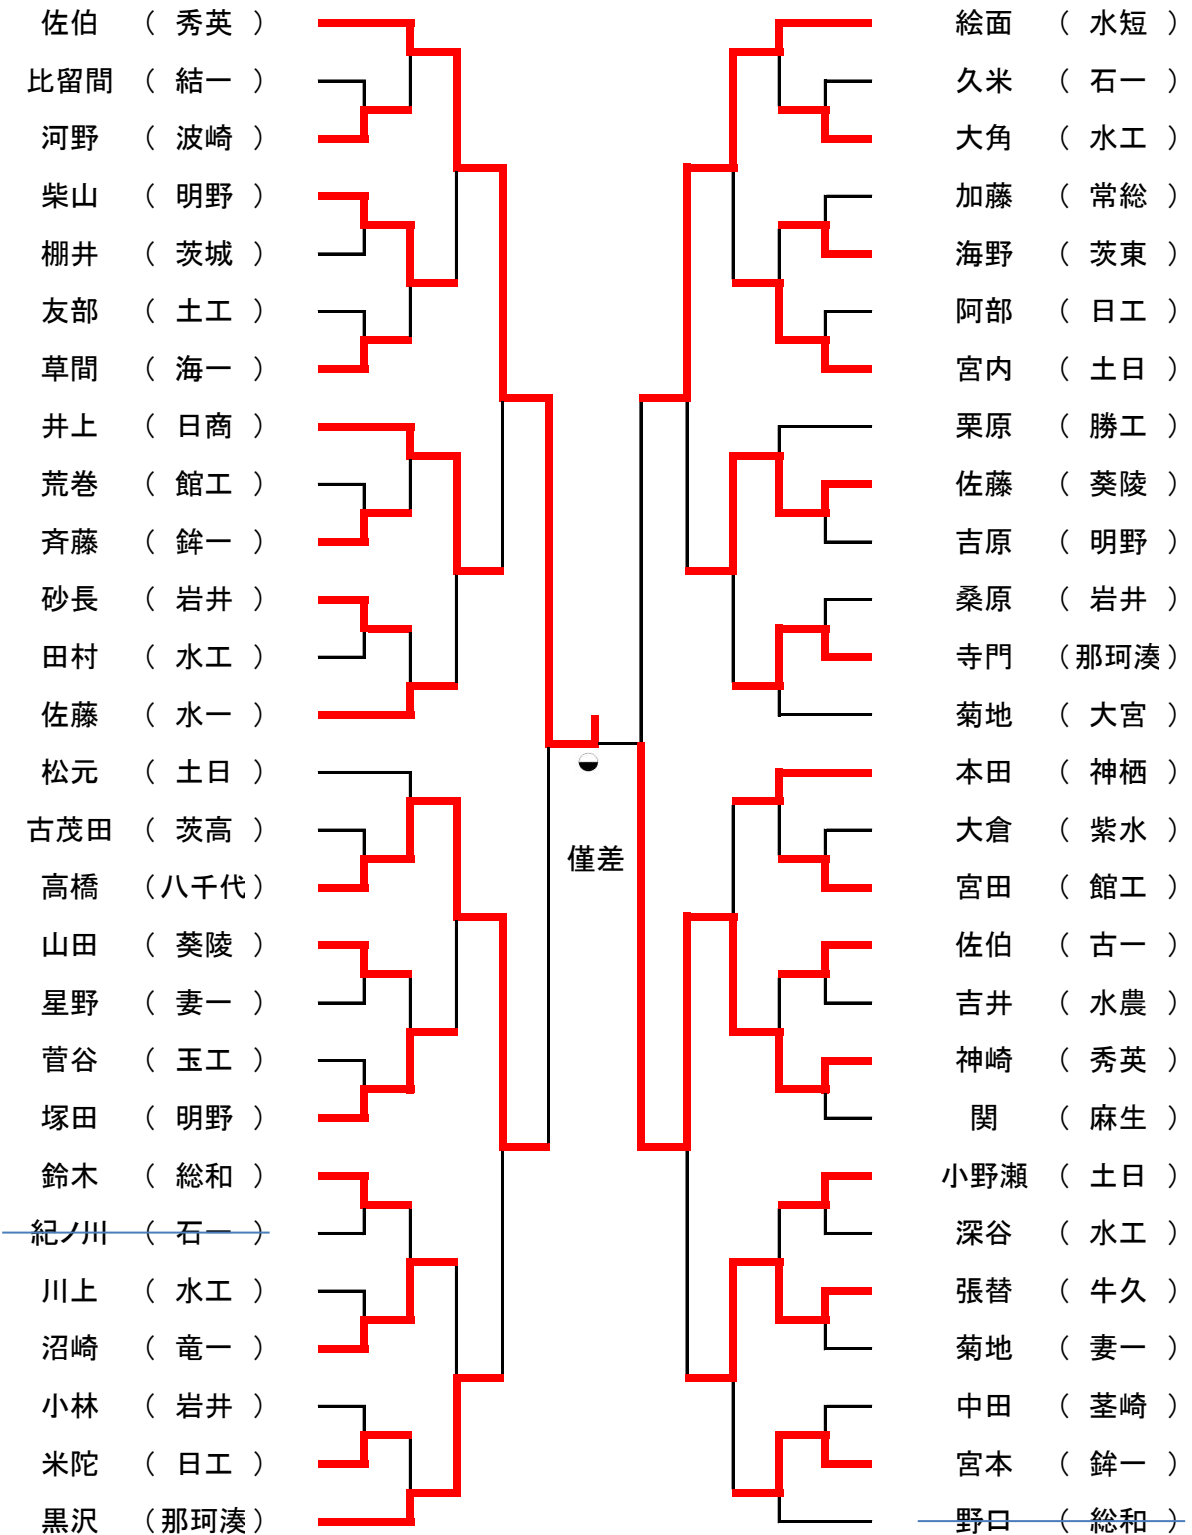 佐伯 （ 秀英 ）
比留間 （ 結一 ）
河野 （ 波崎 ）
柴山 （ 明野 ）
棚井 （ 茨城 ）
友部 （ 土工 ）
草間 （ 海一 ）
井上 （ 日商 ）
荒巻 （ 館工 ）
斉藤 （ 鉾一 ）
砂長 （ 岩井 ）
田村 （ 水工 ）
佐藤 （ 水一 ）
松元 （ 土日 ）
古茂田 （ 茨高 ）
高橋 （八千代）
山田 （ 葵陵 ）
星野 （ 妻一 ）
菅谷 （ 玉工 ）
塚田 （ 明野 ）
鈴木 （ 総和 ）
紀ノ川 （ 石一 ）
川上 （ 水工 ）
沼崎 （ 竜一 ）
小林 （ 岩井 ）
米陀 （ 日工 ）
黒沢 （那珂湊）
僅差
絵面 （ 水短 ）
久米 （ 石一 ）
大角 （ 水工 ）
加藤 （ 常総 ）
海野 （ 茨東 ）
阿部 （ 日工 ）
宮内 （ 土日 ）
栗原 （ 勝工 ）
佐藤 （ 葵陵 ）
吉原 （ 明野 ）
桑原 （ 岩井 ）
寺門 （那珂湊）
菊地 （ 大宮 ）
本田 （ 神栖 ）
大倉 （ 紫水 ）
宮田 （ 館工 ）
佐伯 （ 古一 ）
吉井 （ 水農 ）
神崎 （ 秀英 ）
関 （ 麻生 ）
小野瀬 （ 土日 ）
深谷 （ 水工 ）
張替 （ 牛久 ）
菊地 （ 妻一 ）
中田 （ 茎崎 ）
宮本 （ 鉾一 ）
野口 （ 総和 ）